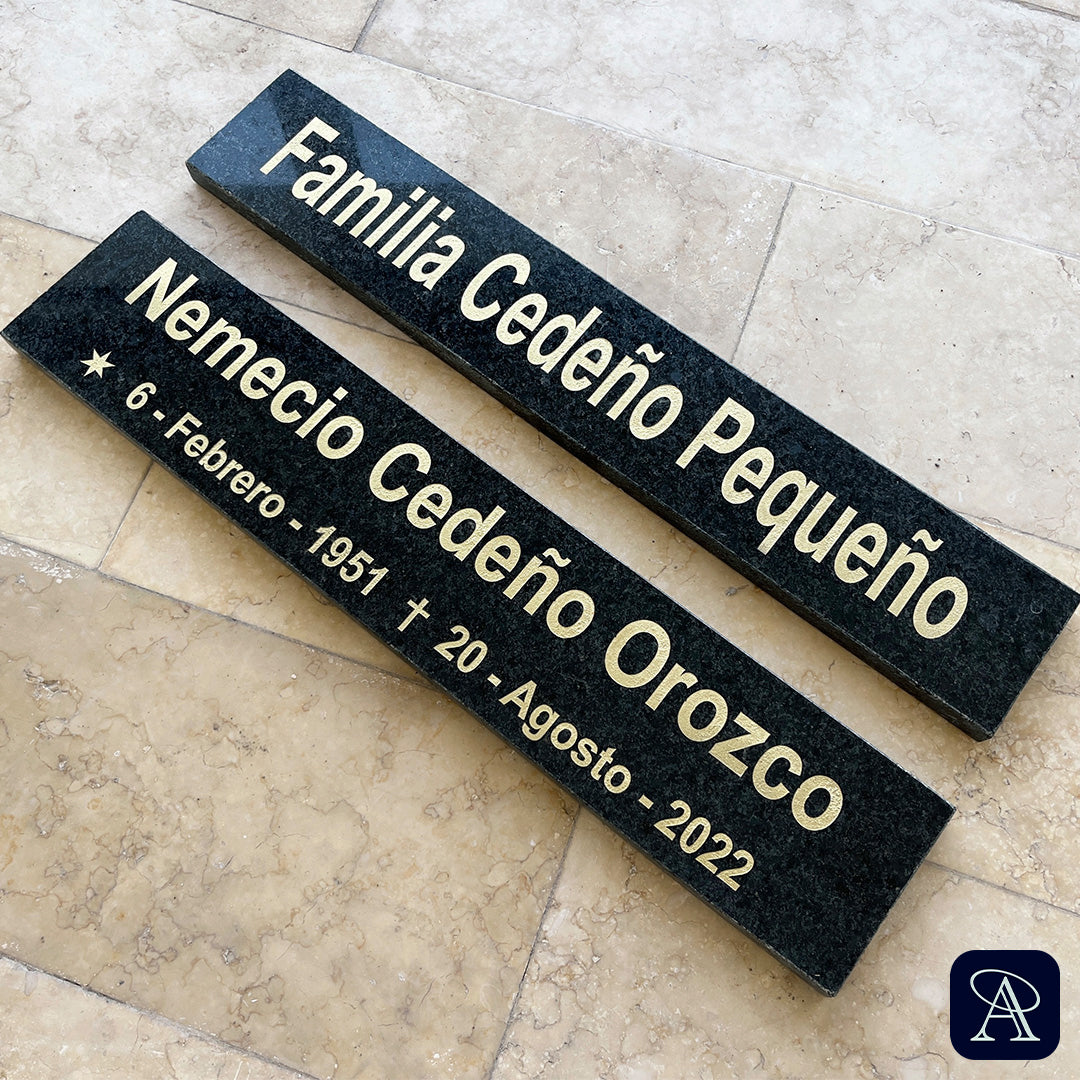 Familia Cedeño Pequeño
Nemecio Cedeño Orozco
6 - Febrero - 1951 † 20 - Agosto - 2022